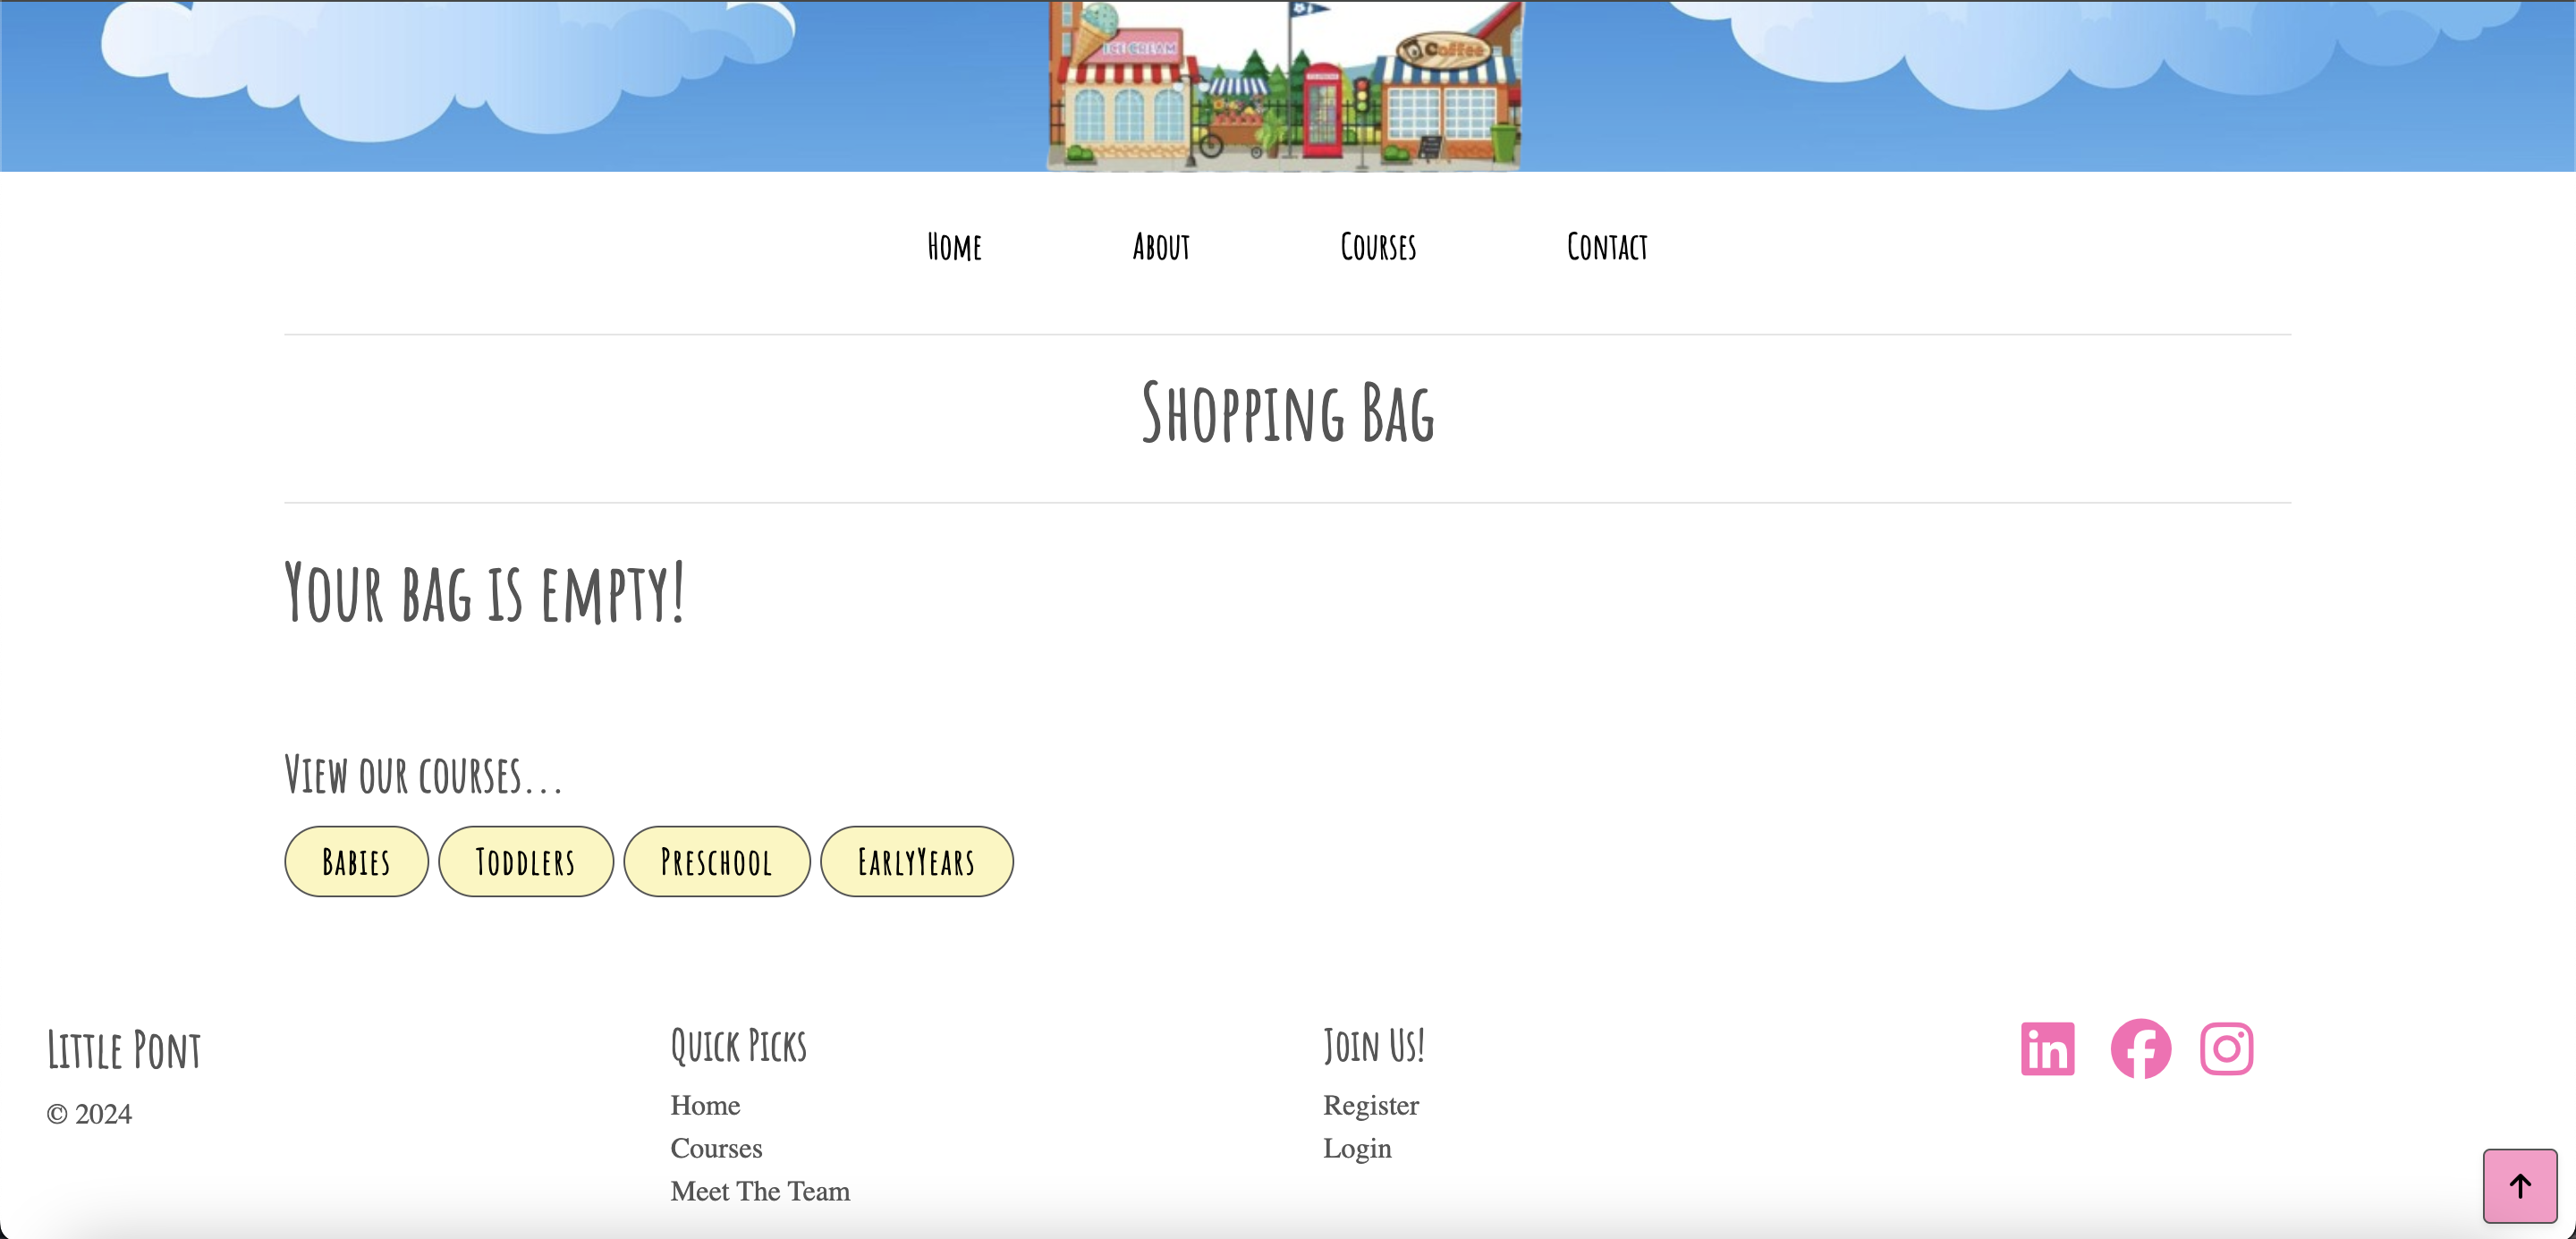 ICE CREAM
Coffee
Home About Courses Contact
Shopping Bag
Your bag is empty!
View our courses...
Babies Toddlers Preschool EarlyYears
Little Pont
© 2024
Quick Picks
Home
Courses
Meet The Team
Join Us!
Register
Login
in